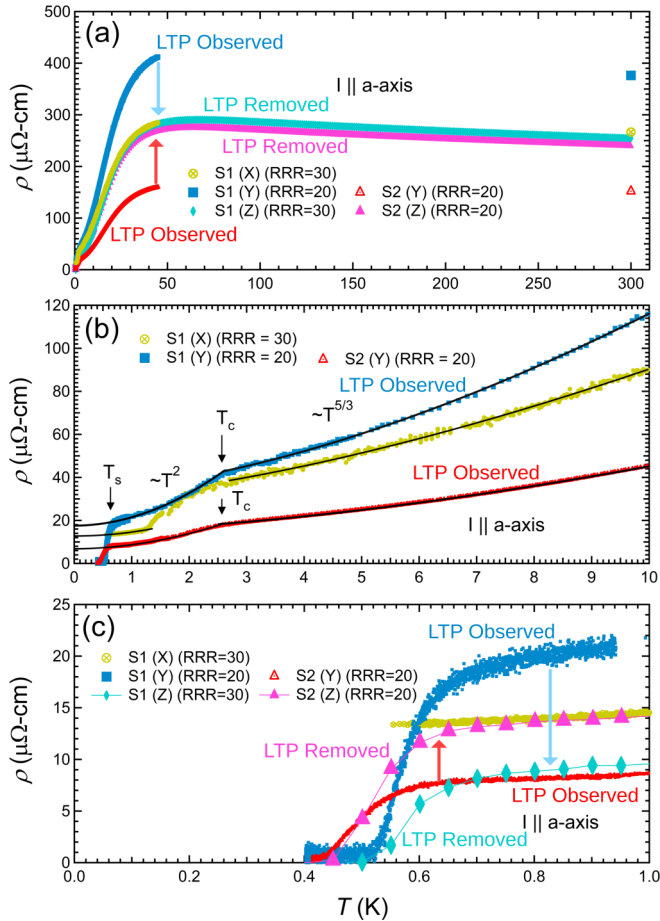 (a)
LTP Observed
I || a-axis
LTP Removed
LTP Removed
S1 (X) (RRR=30)
S1 (Y) (RRR=20)
S2 (Y) (RRR=20)
S1 (Z) (RRR=30)
S2 (Z) (RRR=20)
LTP Observed
500
400
300
200
100
0
ρ (μΩ-cm)
0
50
100
150
200
250
300
(b)
S1 (X) (RRR = 30)
S1 (Y) (RRR = 20)
S2 (Y) (RRR = 20)
LTP Observed
Tc
~T^5/3
Ts
~T^2
Tc
LTP Observed
I || a-axis
120
100
80
60
40
20
0
ρ (μΩ-cm)
0
1
2
3
4
5
6
7
8
9
10
(c)
LTP Observed
S1 (X) (RRR=30)
S1 (Y) (RRR=20)
S2 (Y) (RRR=20)
S1 (Z) (RRR=30)
S2 (Z) (RRR=20)
LTP Removed
LTP Observed
I || a-axis
LTP Removed
25
20
15
10
5
0
ρ (μΩ-cm)
0.0
0.2
0.4
0.6
0.8
1.0
T (K)